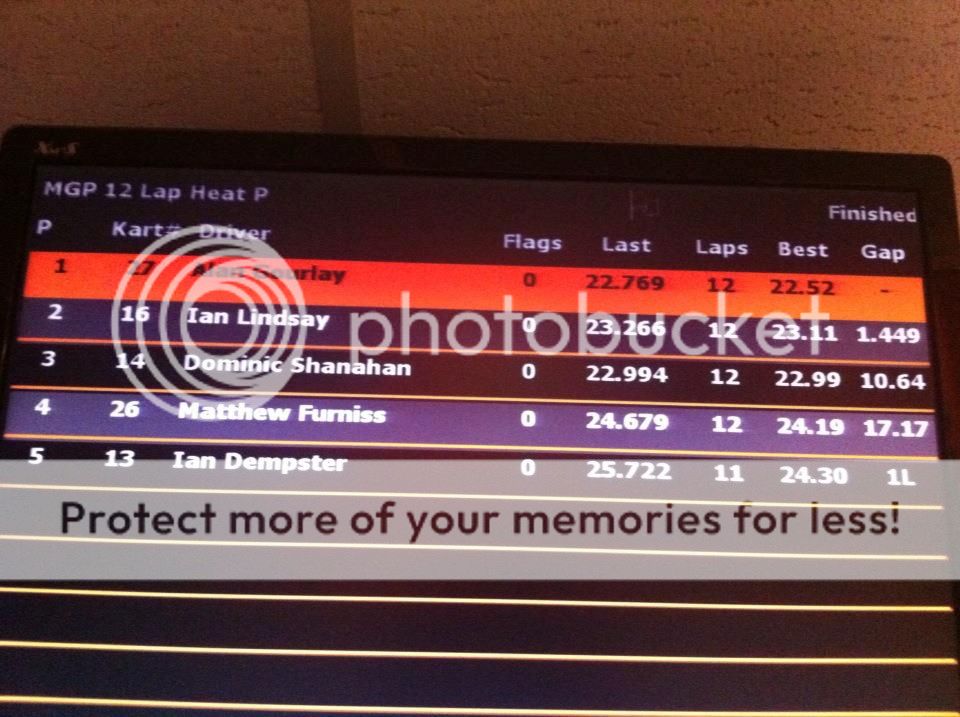 MGP 12 Lap Heat P
Finished
P Kart# Driver Flags Last Laps Best Gap
1 27 Alan Gourlay 0 22.769 12 22.52 -
2 16 Ian Lindsay 0 23.266 12 23.11 1.449
3 14 Dominic Shanahan 0 22.994 12 22.99 10.64
4 26 Matthew Furniss 0 24.679 12 24.19 17.17
5 13 Ian Dempster 0 25.722 11 24.30 1L
photobucket
Protect more of your memories for less!